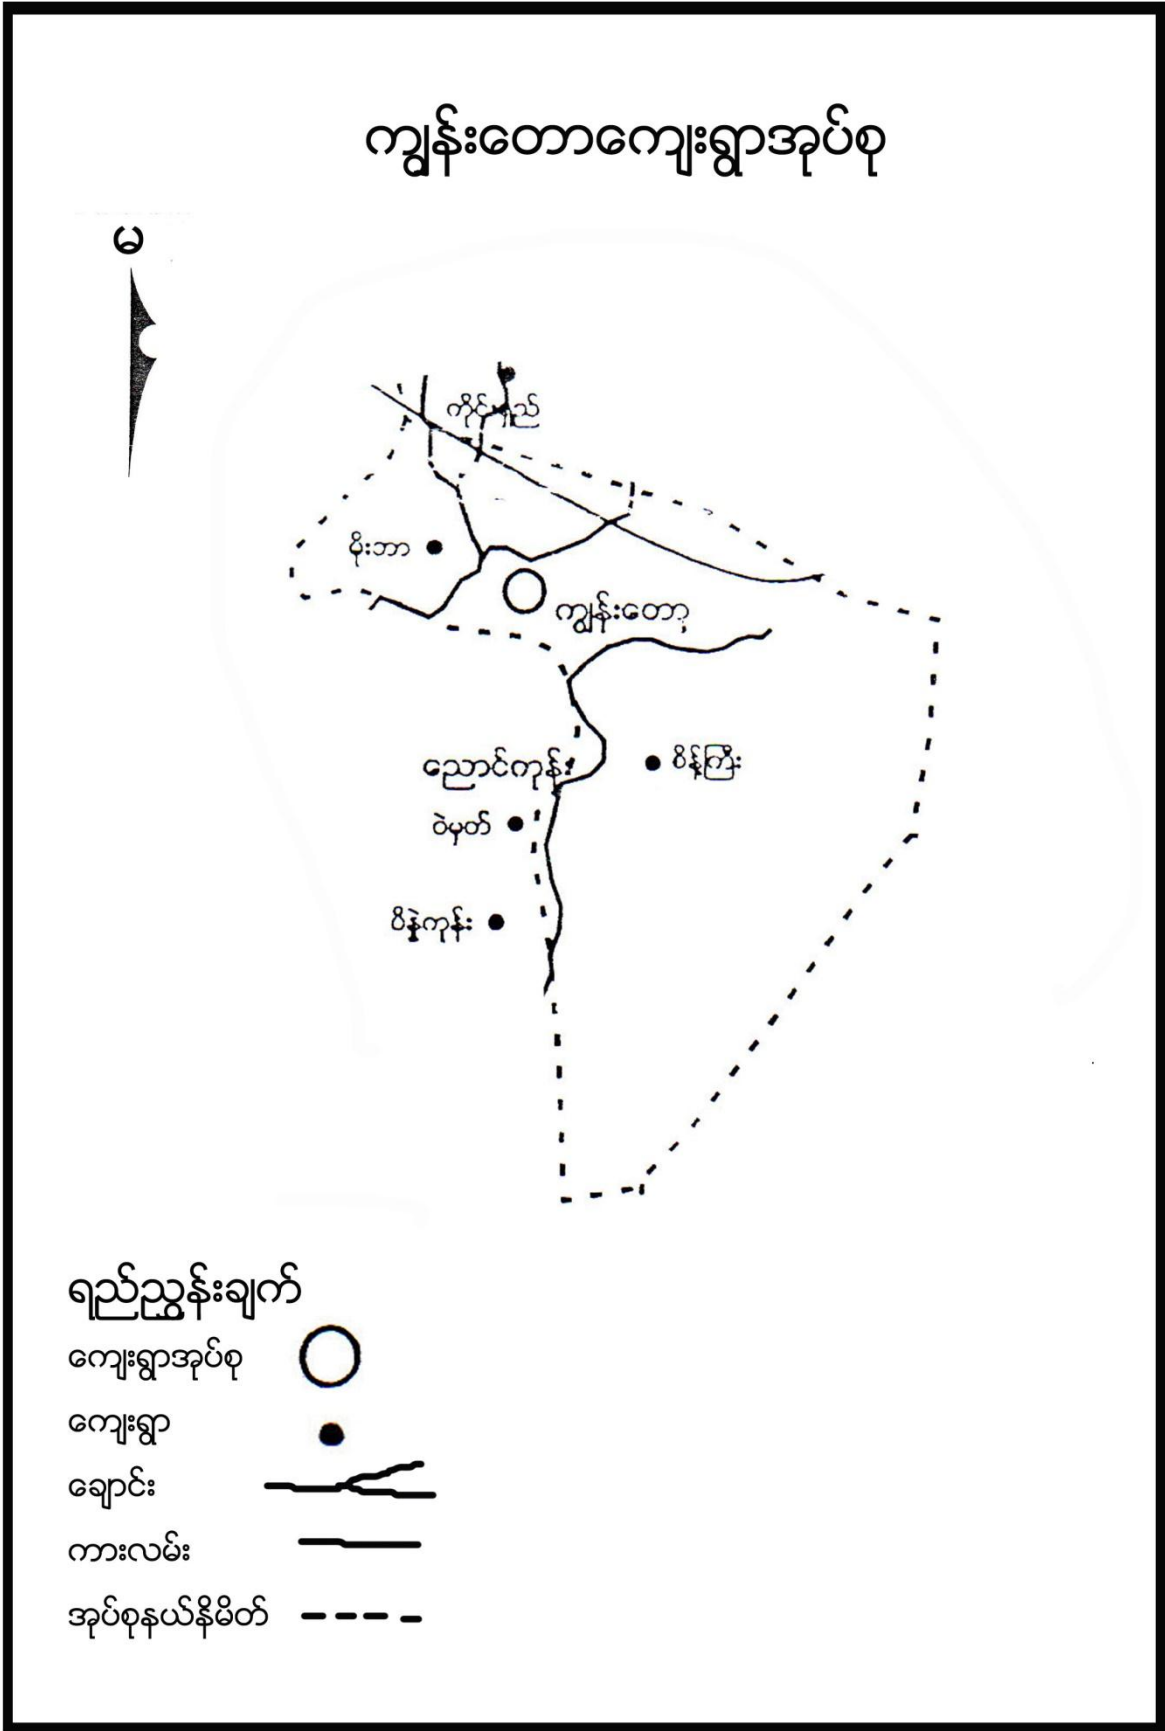 ကျွန်းတောကျေးရွာအုပ်စု
မ
ကိုင်းရှည်
မိုးဘာ
ကျွန်းတော
ညောင်ကုန်း
စိန့်ကြီး
ဝဲမှတ်
ပိန္နဲကုန်း
ရည်ညွှန်းချက်
ကျေးရွာအုပ်စု
ကျေးရွာ
ချောင်း
ကားလမ်း
အုပ်စုနယ်နိမိတ်